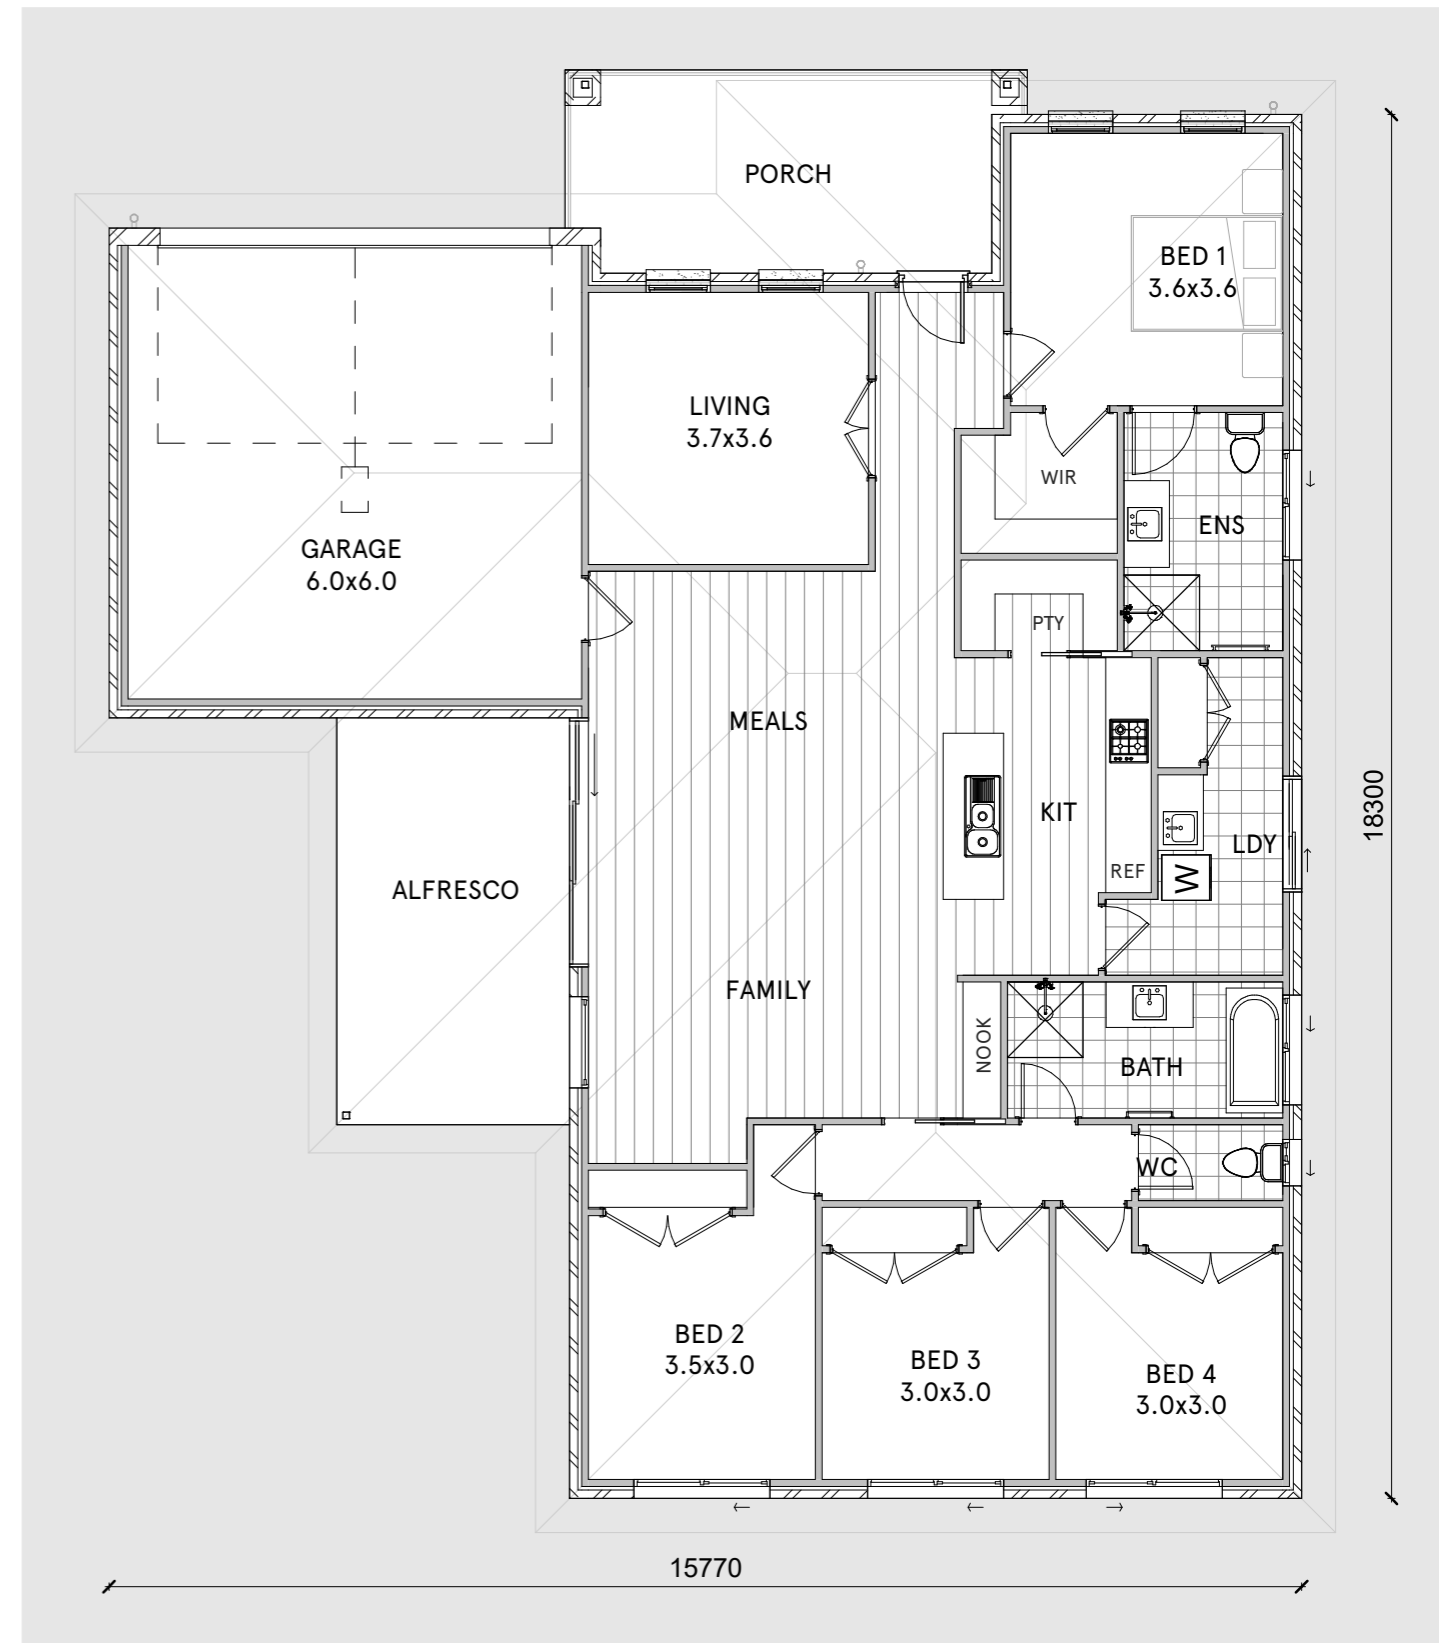 PORCH
BED 1
3.6x3.6
LIVING
3.7x3.6
WIR
ENS
GARAGE
6.0x6.0
PTY
MEALS
KIT
18300
LDY
REF
W
ALFRESCO
FAMILY
NOOK
BATH
WC
BED 2
3.5x3.0
BED 3
3.0x3.0
BED 4
3.0x3.0
15770